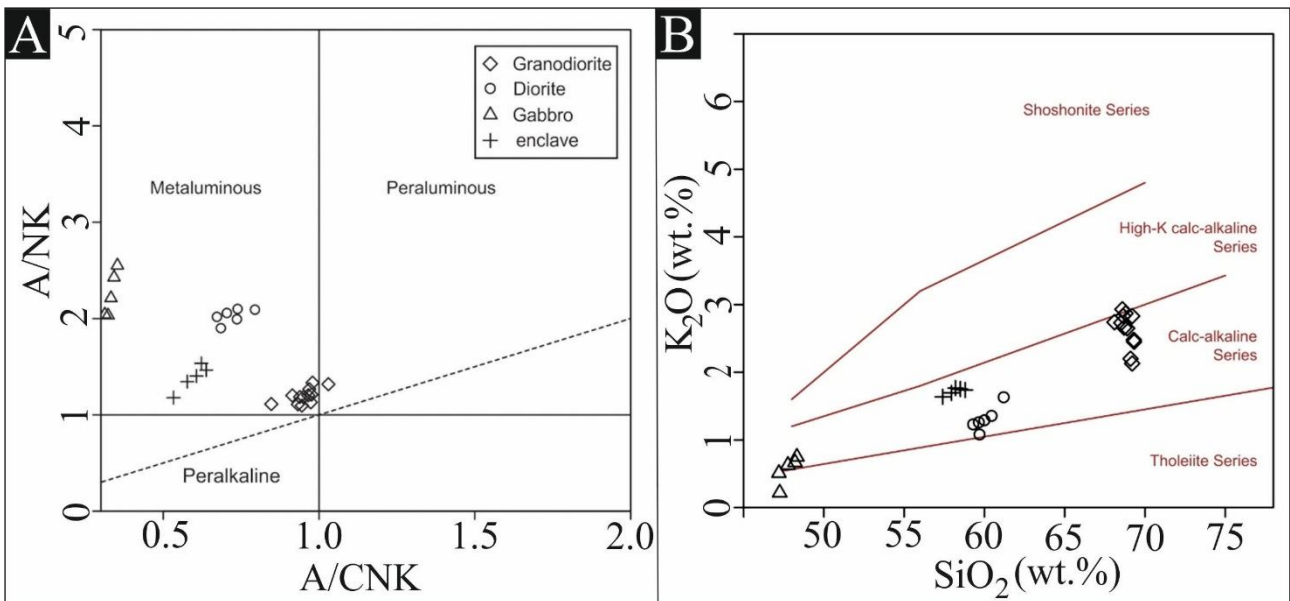 A
5
4
3
2
1
0
A/NK
Granodiorite
Diorite
Gabbro
enclave
Metaluminous
Peraluminous
Peralkaline
0.5
1.0
1.5
2.0
A/CNK
B
6
5
4
3
2
1
0
K₂O (wt.%)
Shoshonite Series
High-K calc-alkaline
Series
Calc-alkaline
Series
Tholeiite Series
50
55
60
65
70
75
SiO₂ (wt.%)